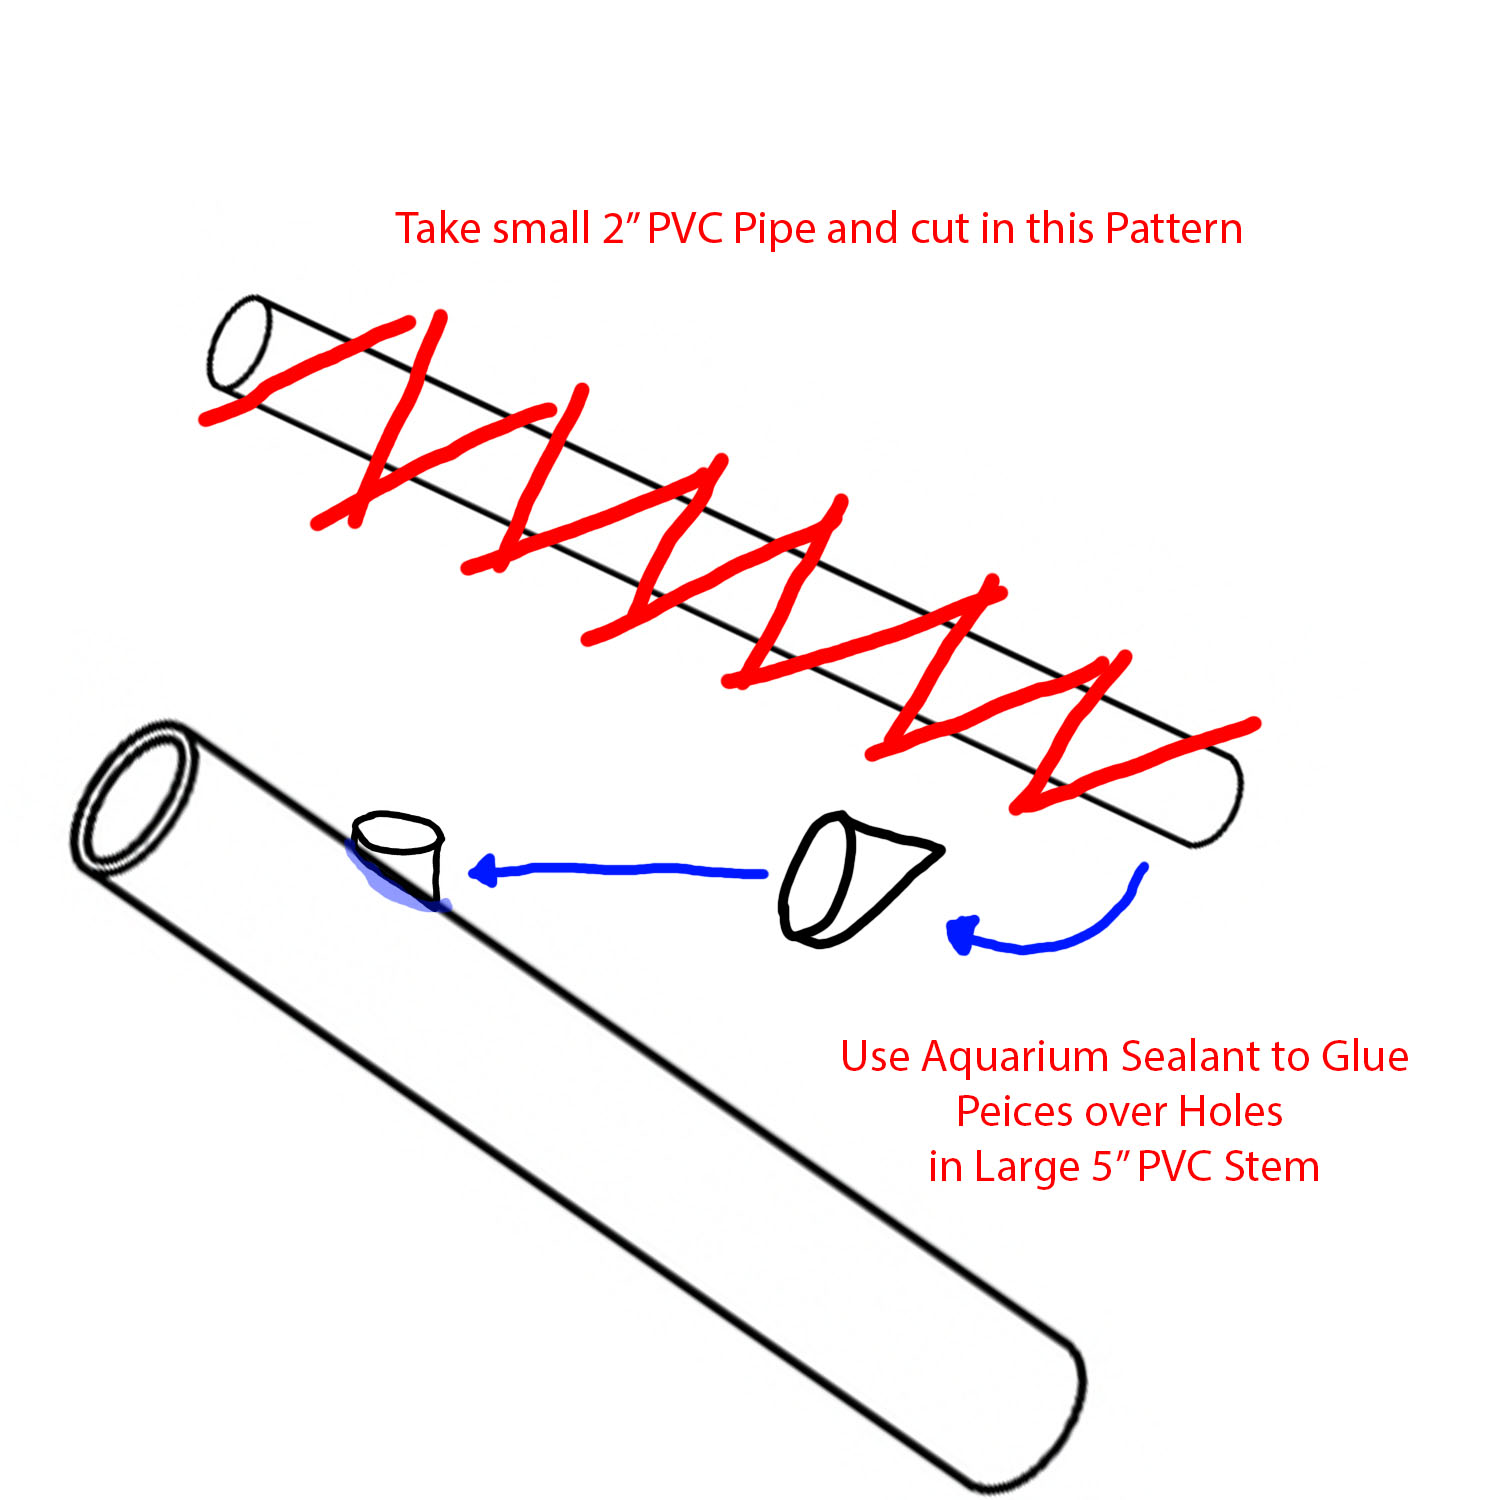 Take small 2” PVC Pipe and cut in this Pattern
Use Aquarium Sealant to Glue
Peices over Holes
in Large 5” PVC Stem